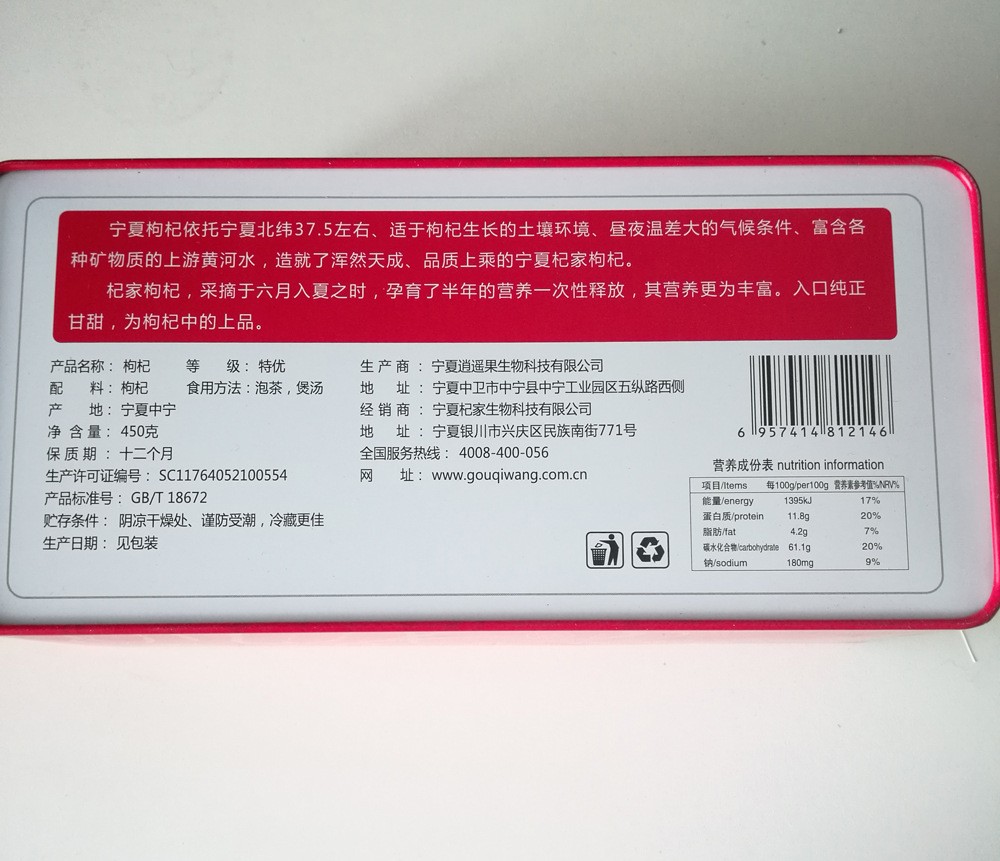 宁夏枸杞依托宁夏北纬37.5左右、适于枸杞生长的土壤环境、昼夜温差大的气候条件、富含各
种矿物质的上游黄河水，造就了浑然天成、品质上乘的宁夏杞家枸杞。
杞家枸杞，采摘于六月入夏之时，孕育了半年的营养一次性释放，其营养更为丰富。入口纯正
甘甜，为枸杞中的上品。
产品名称：枸杞 等级：特优
配料：枸杞 食用方法：泡茶，煲汤
产地：宁夏中宁
净含量：450克
保质期：十二个月
生产许可证编号：SC11764052100554
产品标准号：GB/T 18672
贮存条件：阴凉干燥处、谨防受潮，冷藏更佳
生产日期：见包装
生产商：宁夏逍遥果生物科技有限公司
地址：宁夏中卫市中宁县中宁工业园区五纵路西侧
经销商：宁夏杞家生物科技有限公司
地址：宁夏银川市兴庆区民族南街771号
全国服务热线：4008-400-056
网址：www.gouqiwang.com.cn
6 957414 812146
营养成份表 nutrition information
项目/Items 每100g/per100g 营养素参考值%/NRV%
能量/energy 1395kJ 17%
蛋白质/protein 11.8g 20%
脂肪/fat 4.2g 7%
碳水化合物/carbohydrate 61.1g 20%
钠/sodium 180mg 9%